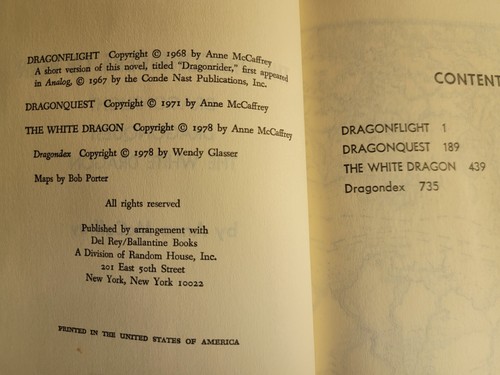 DRAGONFLIGHT Copyright © 1968 by Anne McCaffrey
A short version of this novel, titled "Dragonrider," first appeared
in Analog, © 1967 by the Conde Nast Publications, Inc.
DRAGONQUEST Copyright © 1971 by Anne McCaffrey
THE WHITE DRAGON Copyright © 1978 by Anne McCaffrey
Dragondex Copyright © 1978 by Wendy Glasser
Maps by Bob Porter
All rights reserved
Published by arrangement with
Del Rey/Ballantine Books
A Division of Random House, Inc.
201 East 50th Street
New York, New York 10022
PRINTED IN THE UNITED STATES OF AMERICA
CONTENT
DRAGONFLIGHT 1
DRAGONQUEST 189
THE WHITE DRAGON 439
Dragondex 735